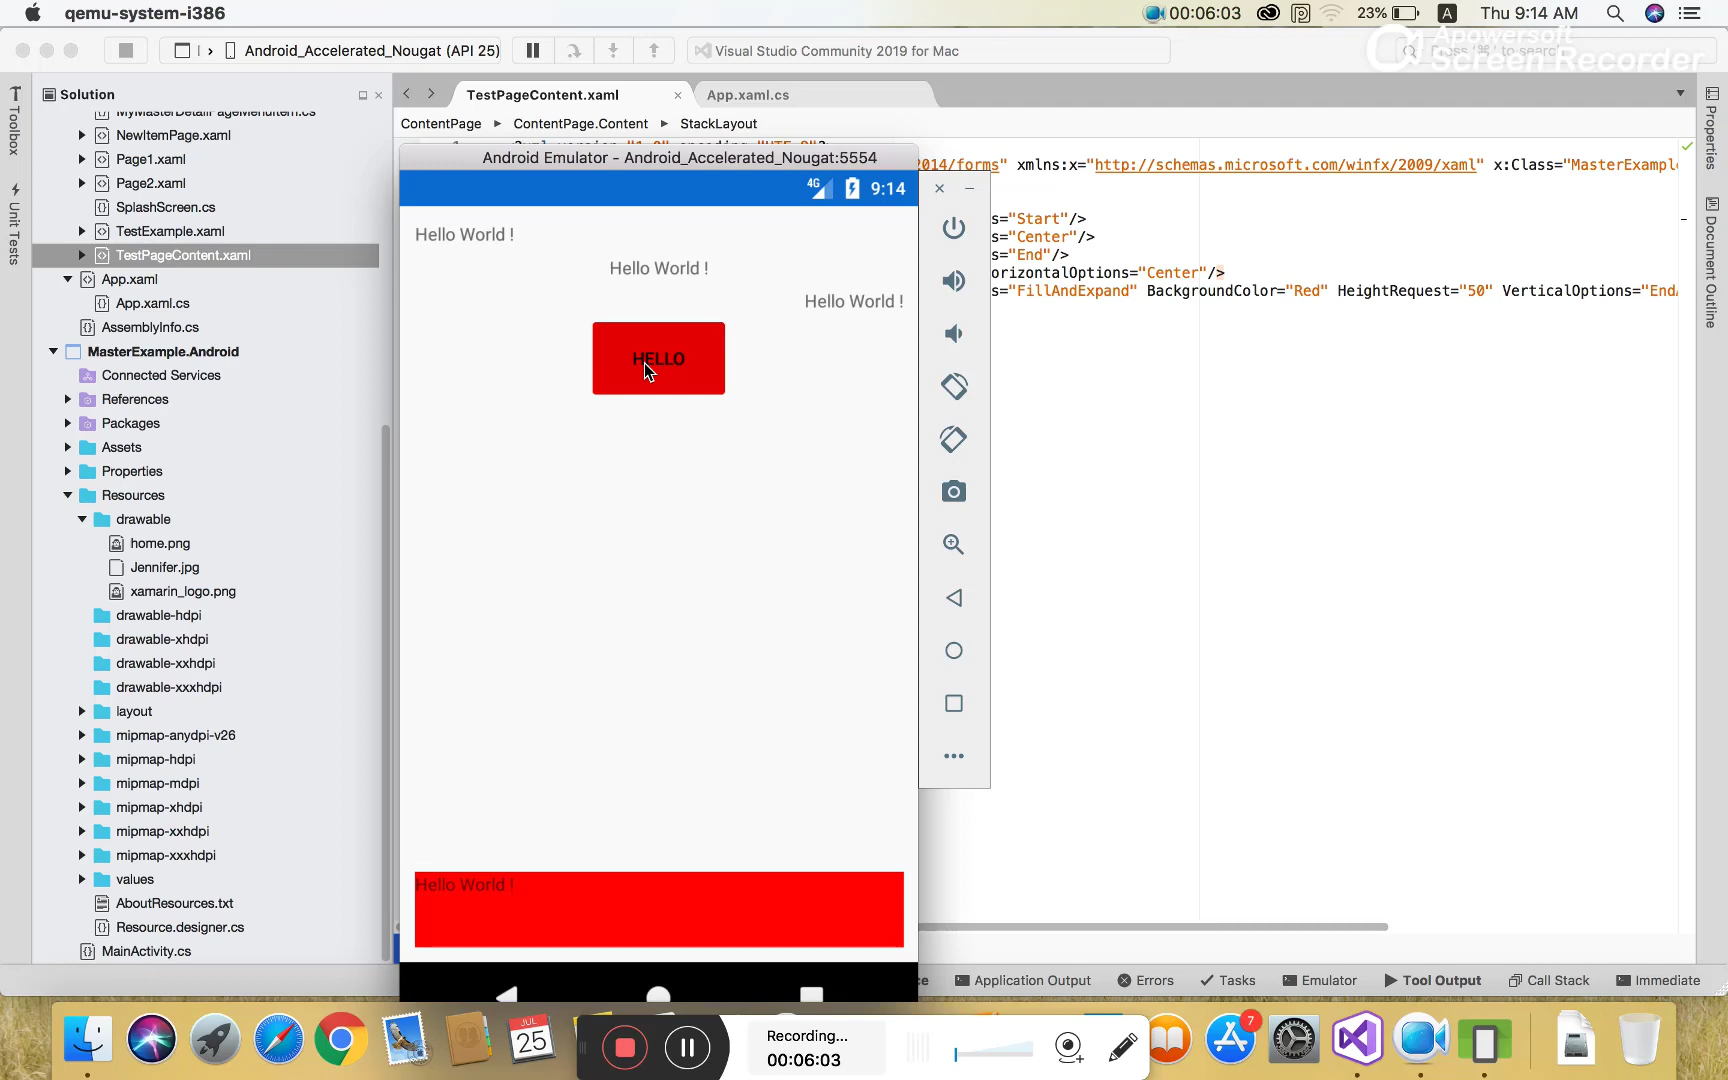 qemu-system-i386
00:06:03
23%
A
Thu 9:14 AM
Android_Accelerated_Nougat (API 25)
Visual Studio Community 2019 for Mac
Apowersoft
Screen Recorder
Solution
TestPageContent.xaml
App.xaml.cs
ContentPage
ContentPage.Content
StackLayout
Toolbox
Unit Tests
Properties
Document Outline
MyMasterDetailPageMenuItem.cs
NewItemPage.xaml
Page1.xaml
Page2.xaml
SplashScreen.cs
TestExample.xaml
TestPageContent.xaml
App.xaml
App.xaml.cs
AssemblyInfo.cs
MasterExample.Android
Connected Services
References
Packages
Assets
Properties
Resources
drawable
home.png
Jennifer.jpg
xamarin_logo.png
drawable-hdpi
drawable-xhdpi
drawable-xxhdpi
drawable-xxxhdpi
layout
mipmap-anydpi-v26
mipmap-hdpi
mipmap-mdpi
mipmap-xhdpi
mipmap-xxhdpi
mipmap-xxxhdpi
values
AboutResources.txt
Resource.designer.cs
MainActivity.cs
Android Emulator - Android_Accelerated_Nougat:5554
4G
9:14
Hello World !
Hello World !
Hello World !
HELLO
Hello World !
2014/forms" xmlns:x="http://schemas.microsoft.com/winfx/2009/xaml" x:Class="MasterExampl
s="Start"/>
s="Center"/>
s="End"/>
orizontalOptions="Center"/>
s="FillAndExpand" BackgroundColor="Red" HeightRequest="50" VerticalOptions="End
ce
Application Output
Errors
Tasks
Emulator
Tool Output
Call Stack
Immediate
JUL
25
Recording...
00:06:03
7